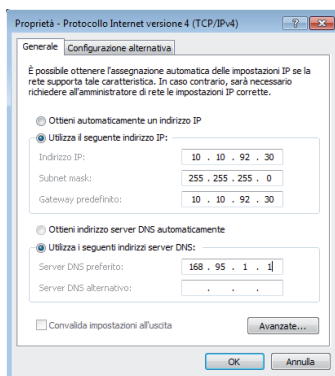 Proprietà - Protocollo Internet versione 4 (TCP/IPv4)
Generale Configurazione alternativa
È possibile ottenere l'assegnazione automatica delle impostazioni IP se la
rete supporta tale caratteristica. In caso contrario, sarà necessario
richiedere all'amministratore di rete le impostazioni IP corrette.
Ottieni automaticamente un indirizzo IP
Utilizza il seguente indirizzo IP:
Indirizzo IP: 10 . 10 . 92 . 30
Subnet mask: 255 . 255 . 255 . 0
Gateway predefinito: 10 . 10 . 92 . 30
Ottieni indirizzo server DNS automaticamente
Utilizza i seguenti indirizzi server DNS:
Server DNS preferito: 168 . 95 . 1 . 1
Server DNS alternativo: . . .
Convalida impostazioni all'uscita Avanzate...
OK Annulla